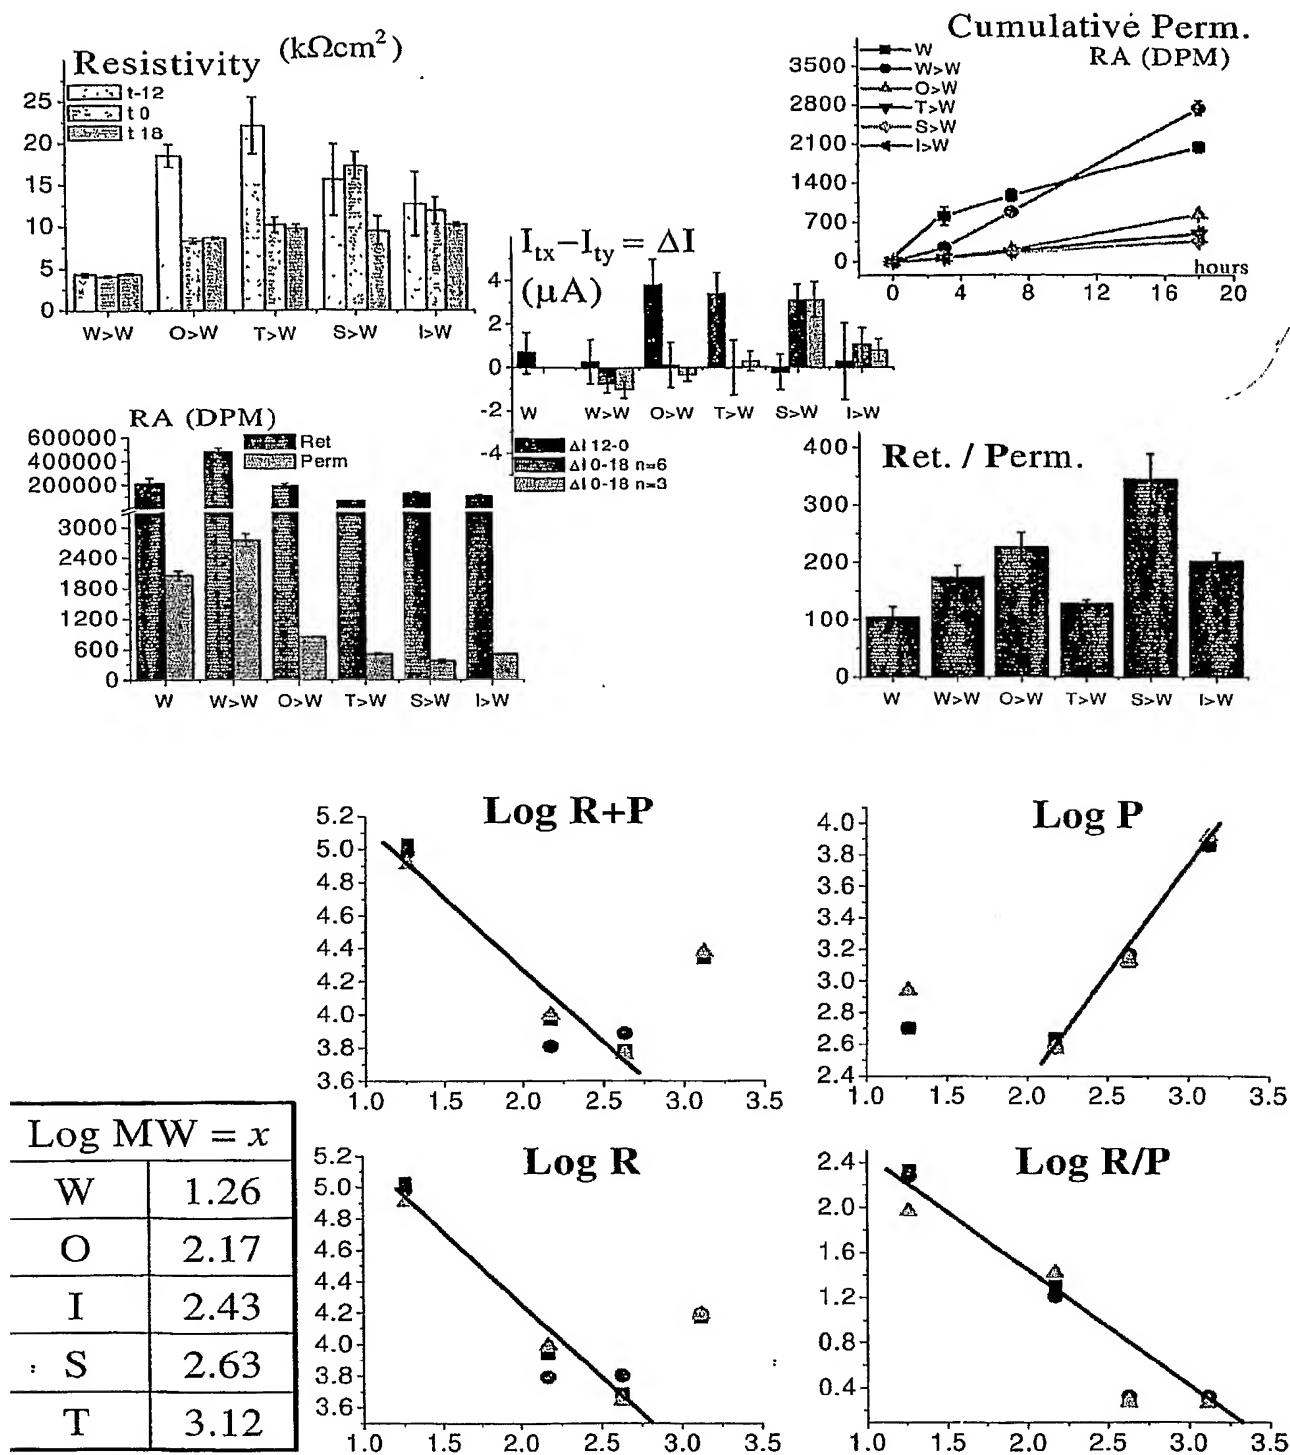 Resistivity (kΩcm²)
t-12
t 0
t 18
25
20
15
10
5
0
W>W O>W T>W S>W I>W
Cumulative Perm.
RA (DPM)
W
W>W
O>W
T>W
S>W
I>W
3500
2800
2100
1400
700
0
hours
0 4 8 12 16 20
Itx–Ity = ΔI
(µA)
4
2
0
-2
-4
W W>W O>W T>W S>W I>W
ΔI 12-0
ΔI 0-18 n=6
ΔI 0-18 n=3
RA (DPM)
Ret
Perm
600000
400000
200000
3000
2400
1800
1200
600
0
W W>W O>W T>W S>W I>W
Ret. / Perm.
400
300
200
100
0
W W>W O>W T>W S>W I>W
Log R+P
5.2
5.0
4.8
4.6
4.4
4.2
4.0
3.8
3.6
1.0 1.5 2.0 2.5 3.0 3.5
Log P
4.0
3.8
3.6
3.4
3.2
3.0
2.8
2.6
2.4
1.0 1.5 2.0 2.5 3.0 3.5
Log MW = x
W 1.26
O 2.17
I 2.43
S 2.63
T 3.12
Log R
5.2
5.0
4.8
4.6
4.4
4.2
4.0
3.8
3.6
1.0 1.5 2.0 2.5 3.0 3.5
Log R/P
2.4
2.0
1.6
1.2
0.8
0.4
1.0 1.5 2.0 2.5 3.0 3.5